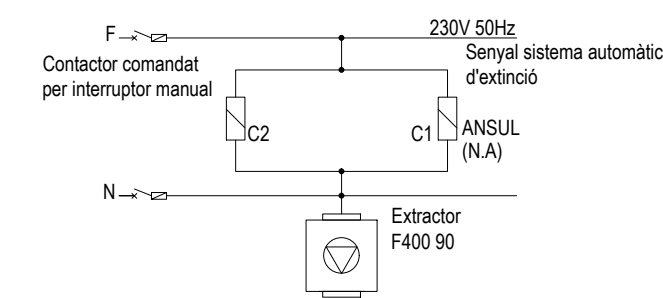 F
230V 50Hz
Contactor comandat
per interruptor manual
Senyal sistema automàtic
d'extinció
C2
C1
ANSUL
(N.A)
N
Extractor
F400 90